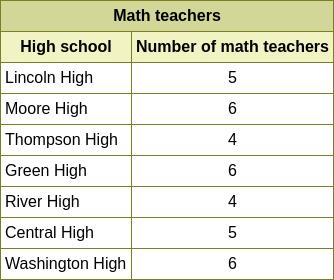 Math teachers
High school Number of math teachers
Lincoln High 5
Moore High 6
Thompson High 4
Green High 6
River High 4
Central High 5
Washington High 6